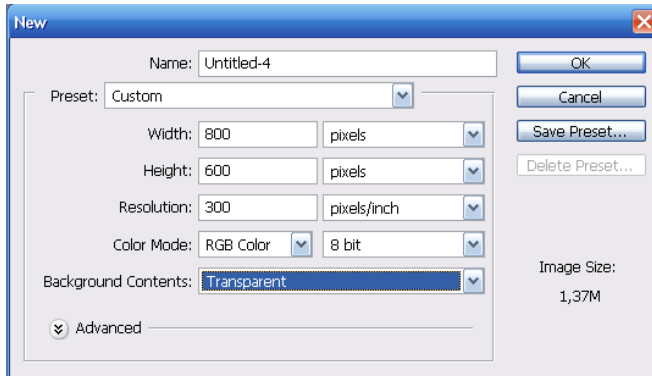 New
Name: Untitled-4 OK
Preset: Custom Cancel
Width: 800 pixels Save Preset...
Height: 600 pixels Delete Preset...
Resolution: 300 pixels/inch
Color Mode: RGB Color 8 bit
Image Size:
Background Contents: Transparent
1,37M
Advanced